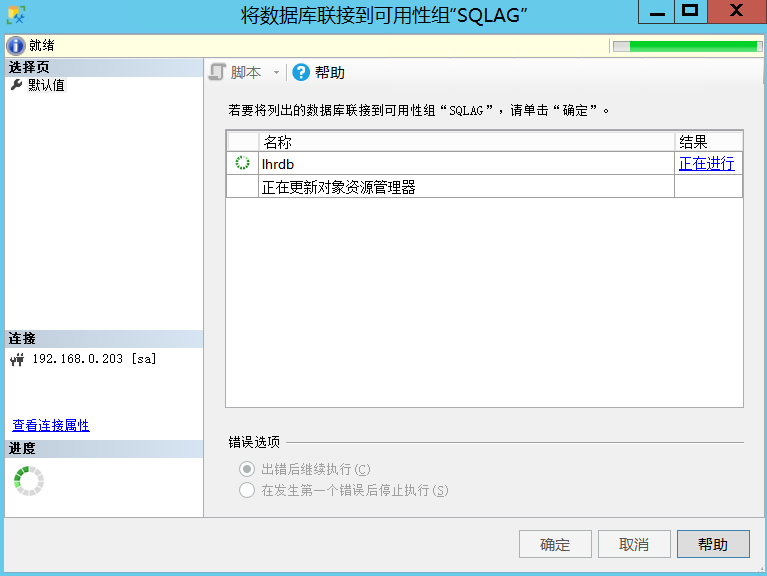 将数据库联接到可用性组“SQLAG”
就绪
选择页
默认值
脚本
帮助
若要将列出的数据库联接到可用性组“SQLAG”，请单击“确定”。
名称 结果
lhrdb 正在进行
正在更新对象资源管理器
连接
192.168.0.203 [sa]
查看连接属性
进度
错误选项
出错后继续执行(C)
在发生第一个错误后停止执行(S)
确定 取消 帮助